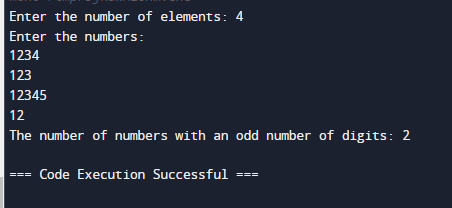 Enter the number of elements: 4
Enter the numbers:
1234
123
12345
12
The number of numbers with an odd number of digits: 2
=== Code Execution Successful ===